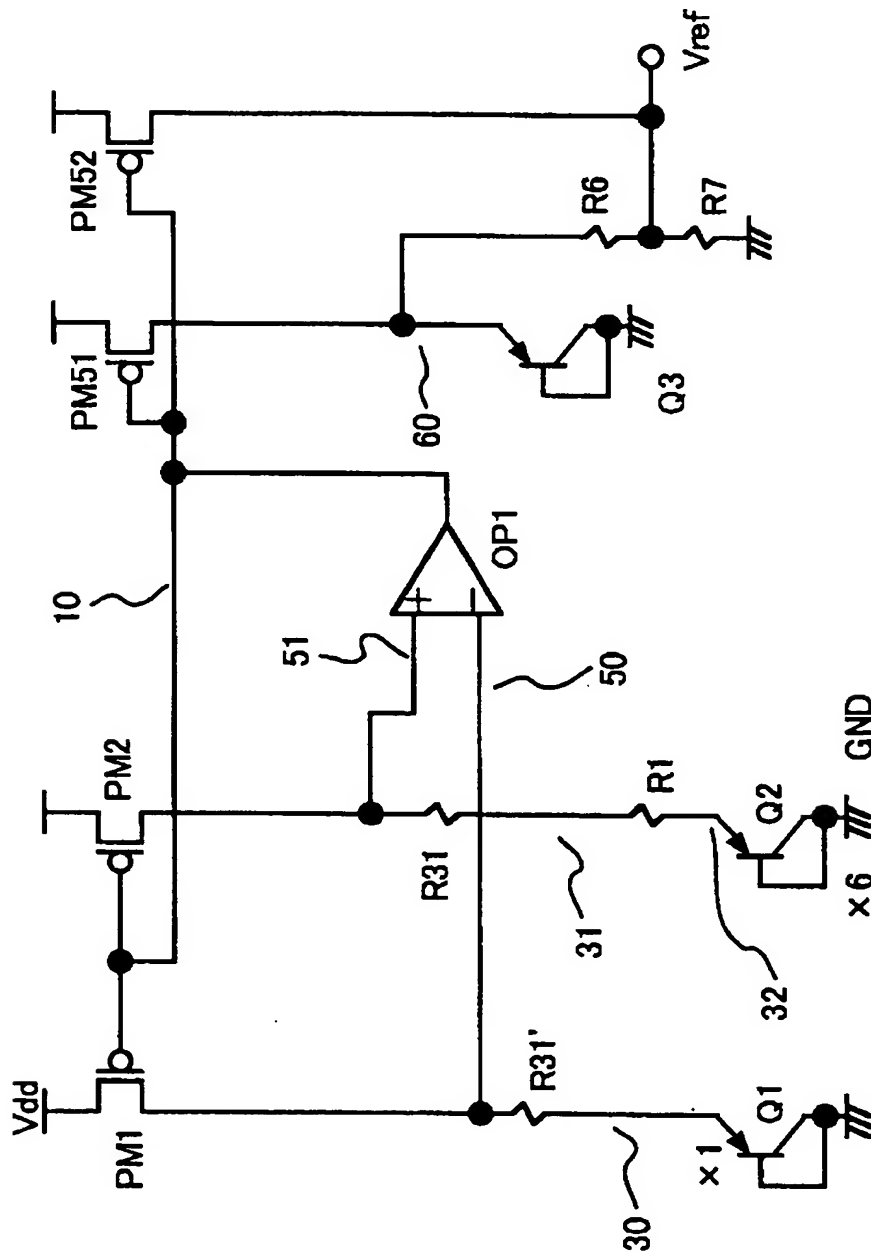 Vdd
PM1
PM2
10
PM51
PM52
51
OP1
50
60
Q3
R6
R7
Vref
R31
R31'
31
R1
30
32
×1
Q1
×6
Q2
GND
+
−